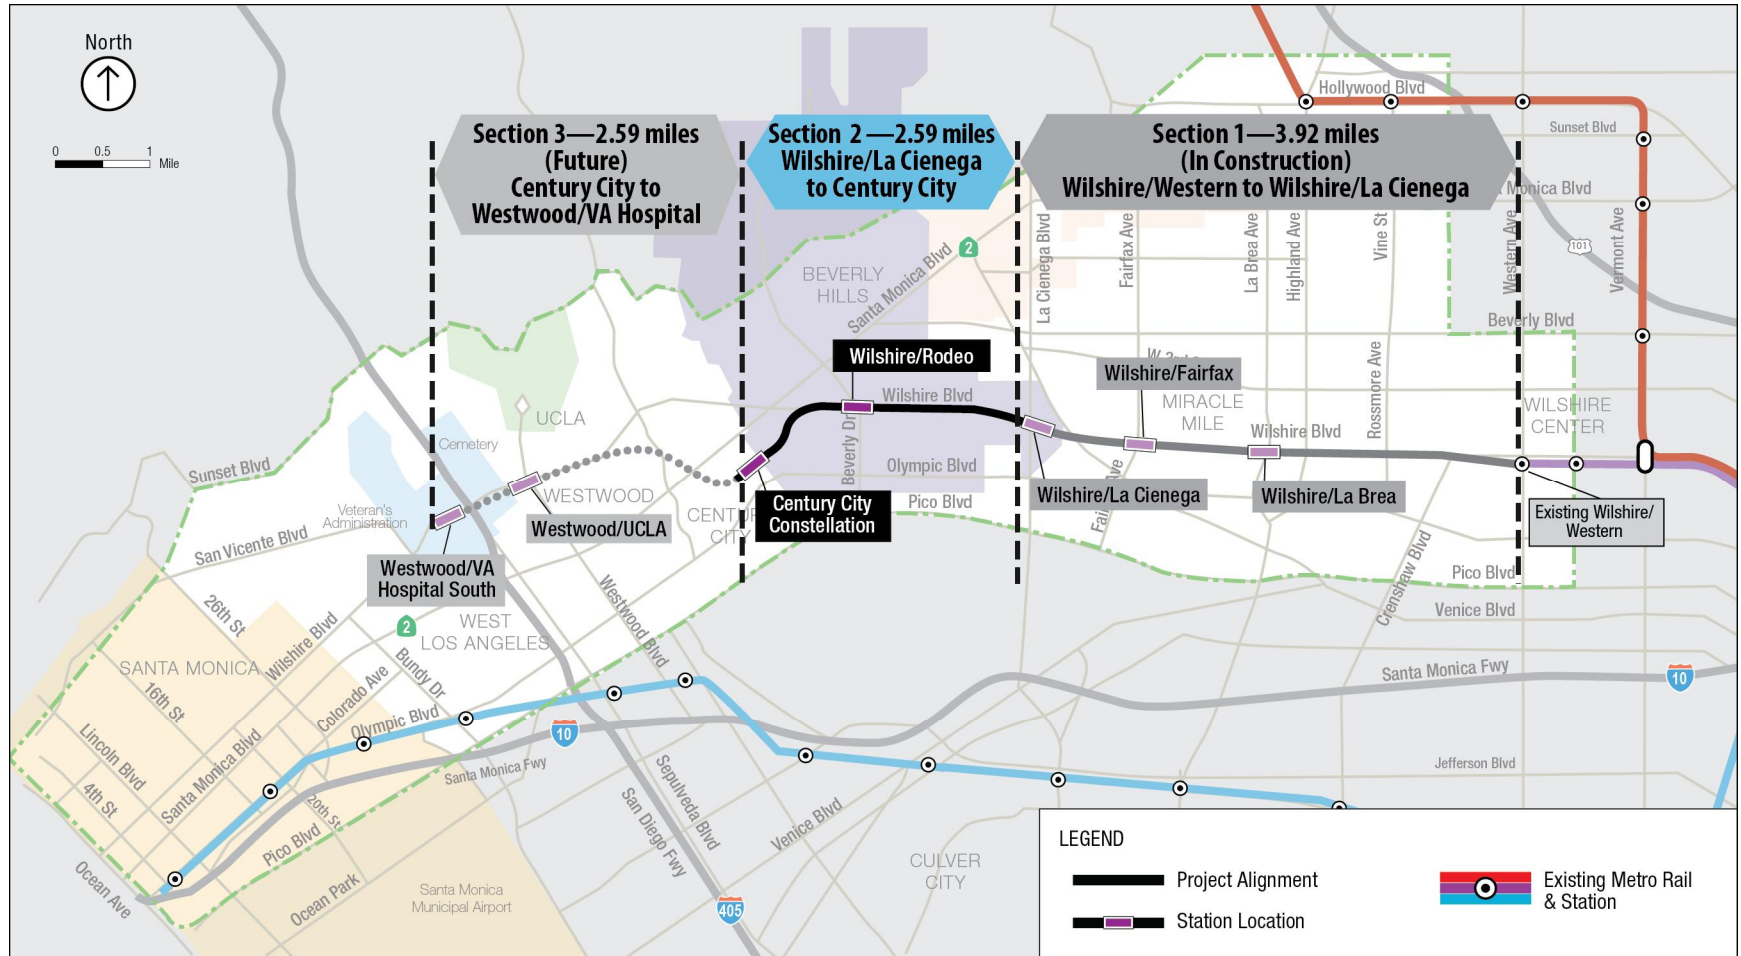 North
0 0.5 1
Mile
Section 3—2.59 miles
(Future)
Century City to
Westwood/VA Hospital
Section 2—2.59 miles
Wilshire/La Cienega
to Century City
Section 1—3.92 miles
(In Construction)
Wilshire/Western to Wilshire/La Cienega
Hollywood Blvd
Sunset Blvd
Monica Blvd
101
Western Ave
Vermont Ave
Vine St
Highland Ave
La Brea Ave
Fairfax Ave
La Cienega Blvd
2
Santa Monica Blvd
BEVERLY
HILLS
Beverly Blvd
Wilshire/Rodeo
Wilshire/Fairfax
Rossmore Ave
MIRACLE
MILE
WILSHIRE
CENTER
Wilshire Blvd
Wilshire Blvd
Beverly Dr
Olympic Blvd
Pico Blvd
UCLA
Cemetery
Sunset Blvd
Veteran's
Administration
San Vicente Blvd
WESTWOOD
Westwood/UCLA
CITY
Century City
Constellation
Wilshire/La Cienega
Wilshire/La Brea
Existing Wilshire/
Western
Westwood/VA
Hospital South
2
WEST
LOS ANGELES
Westwood Blvd
Pico Blvd
Crenshaw Blvd
Venice Blvd
26th St
Wilshire Blvd
SANTA MONICA
Bundy Dr
Colorado Ave
16th St
Olympic Blvd
Santa Monica Fwy
10
10
Lincoln Blvd
Santa Monica Blvd
4th St
20th St
Santa Monica Fwy
Sepulveda Blvd
San Diego Fwy
Venice Blvd
Jefferson Blvd
Pico Blvd
Ocean Ave
Ocean Park
Santa Monica
Municipal Airport
405
CULVER
CITY
LEGEND
Project Alignment
Station Location
Existing Metro Rail
& Station